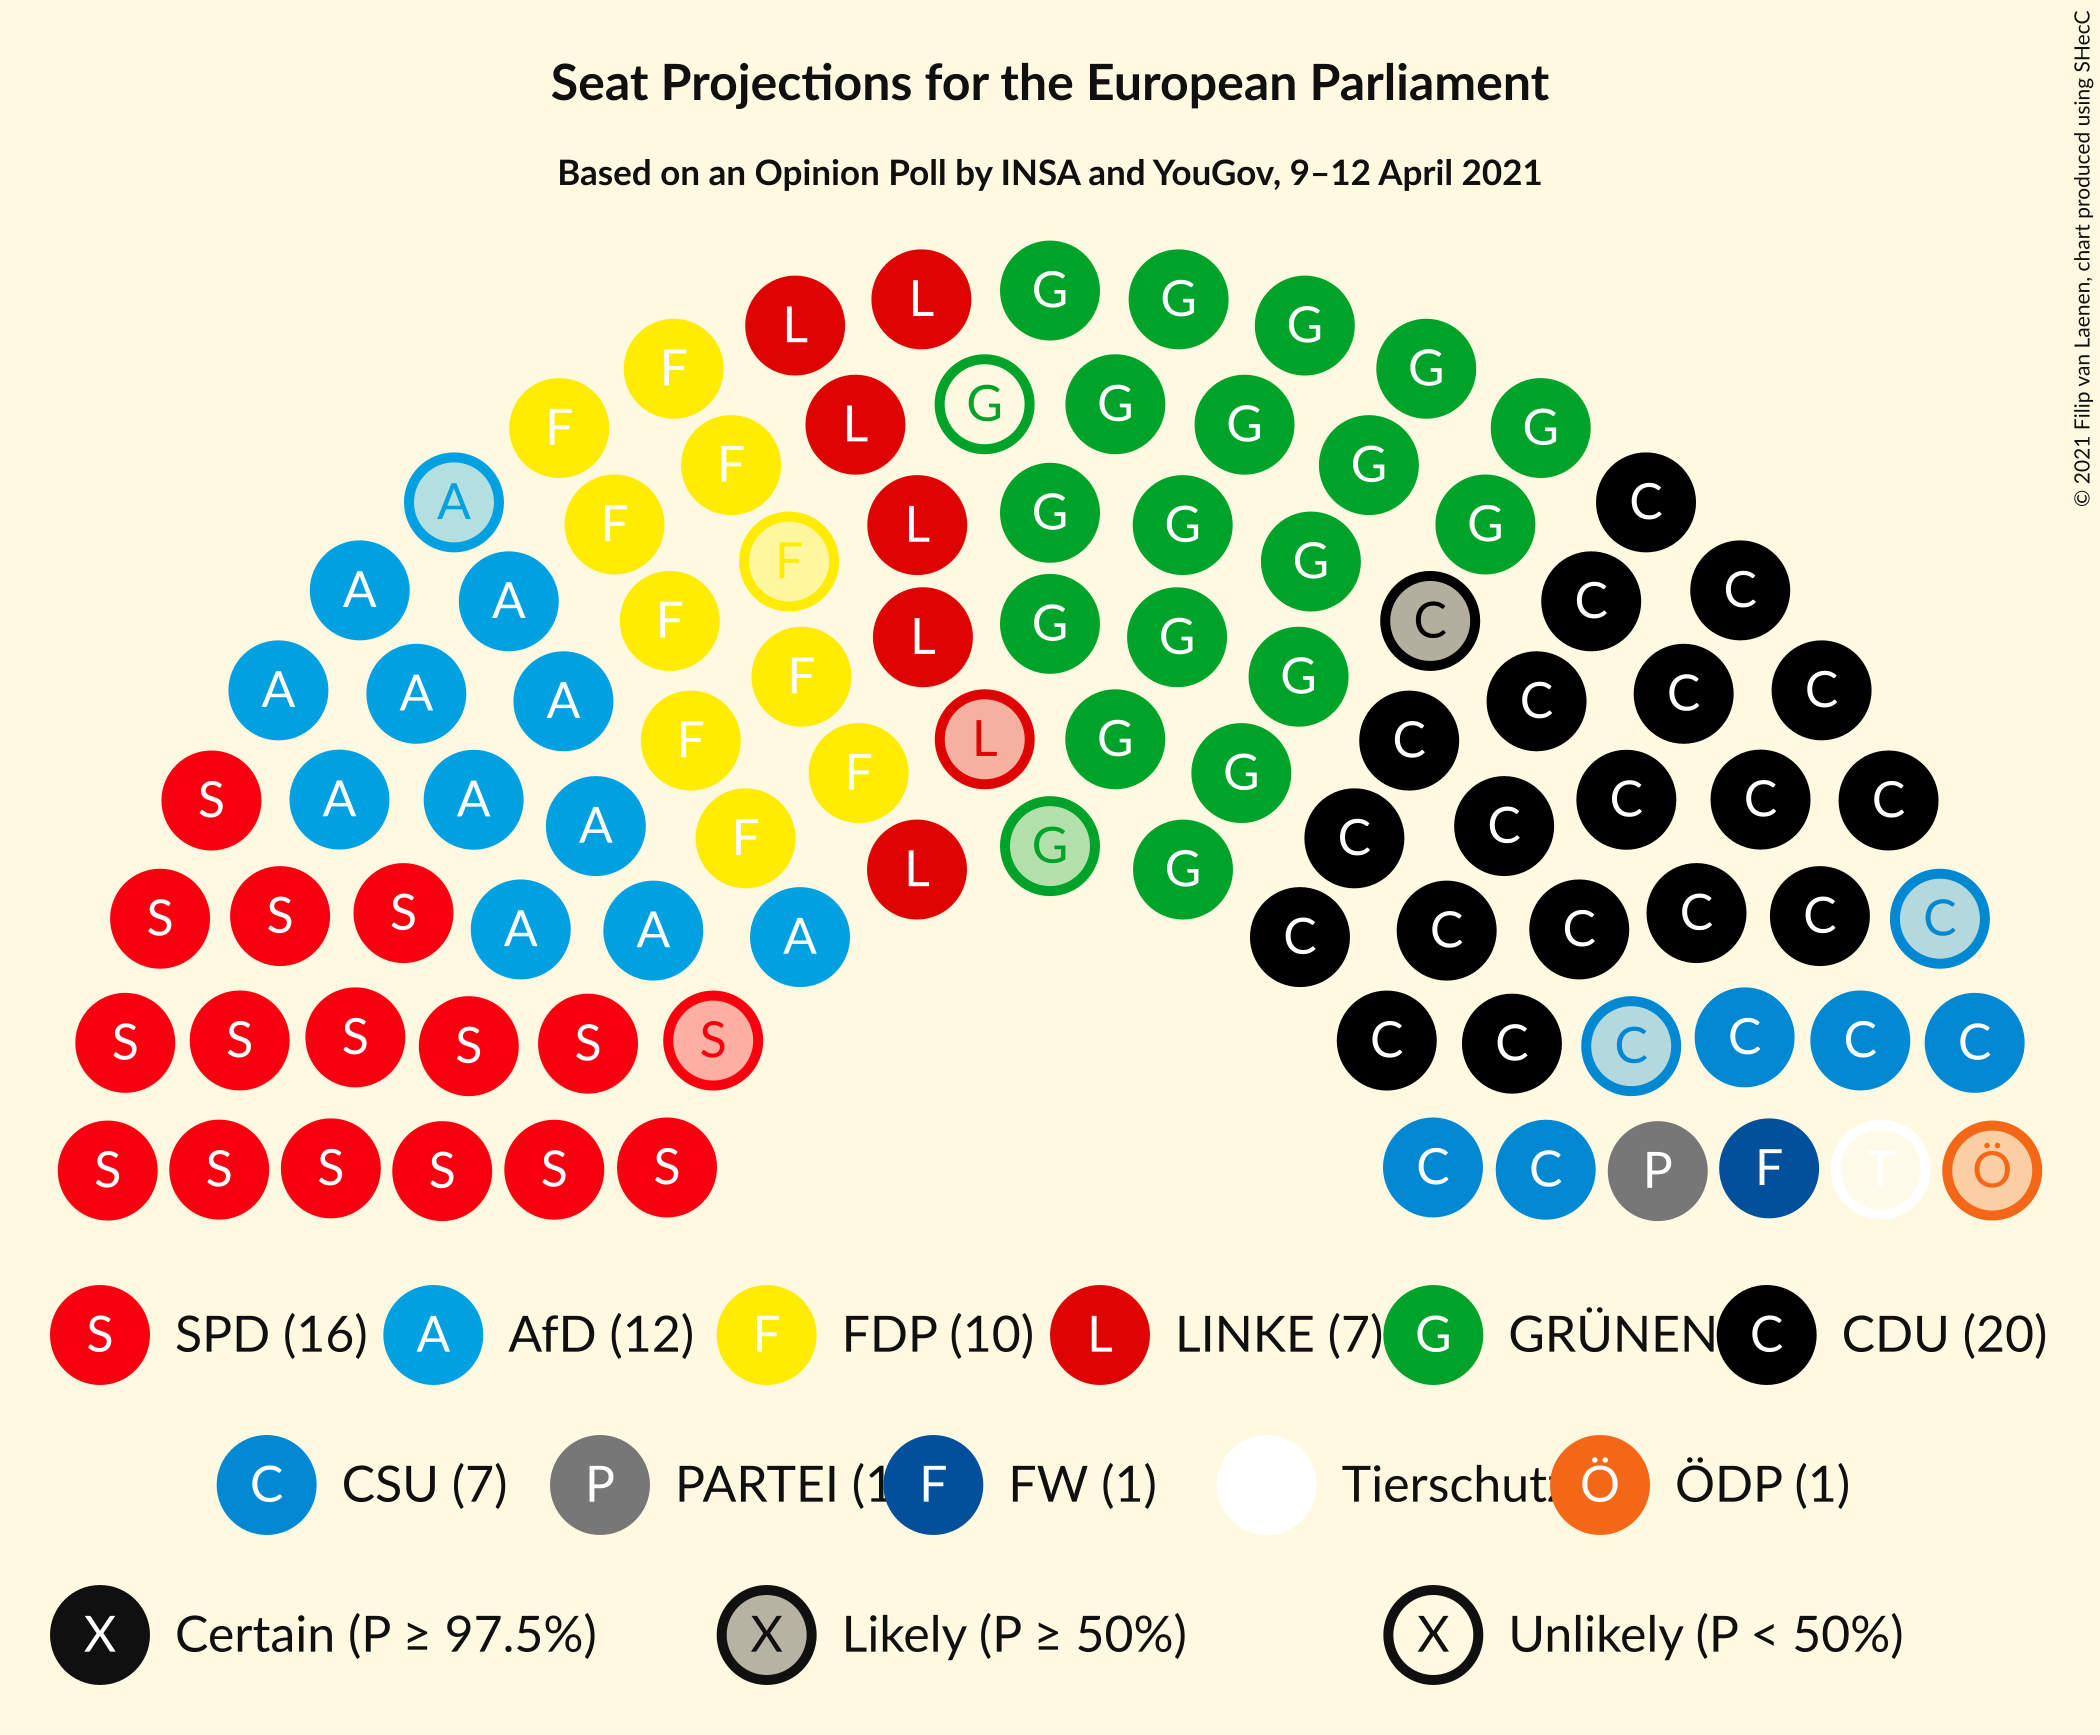 Seat Projections for the European Parliament
Based on an Opinion Poll by INSA and YouGov, 9–12 April 2021
© 2021 Filip van Laenen, chart produced using SHecC
L L G G G G G
F F L G G G G G
A F F L G G G G C
A A F F L G G G C C C
A A A F F L G G C C C C
S A A A F F L G G C C C C C
S S S A A A L G C C C C C C
S S S S S S C C C C C C
S S S S S S C C P F T Ö
S SPD (16) A AfD (12) F FDP (10) L LINKE (7) G GRÜNEN C CDU (20)
C CSU (7) P PARTEI (1 F FW (1) Tierschutz Ö ÖDP (1)
X Certain (P ≥ 97.5%) X Likely (P ≥ 50%) X Unlikely (P < 50%)